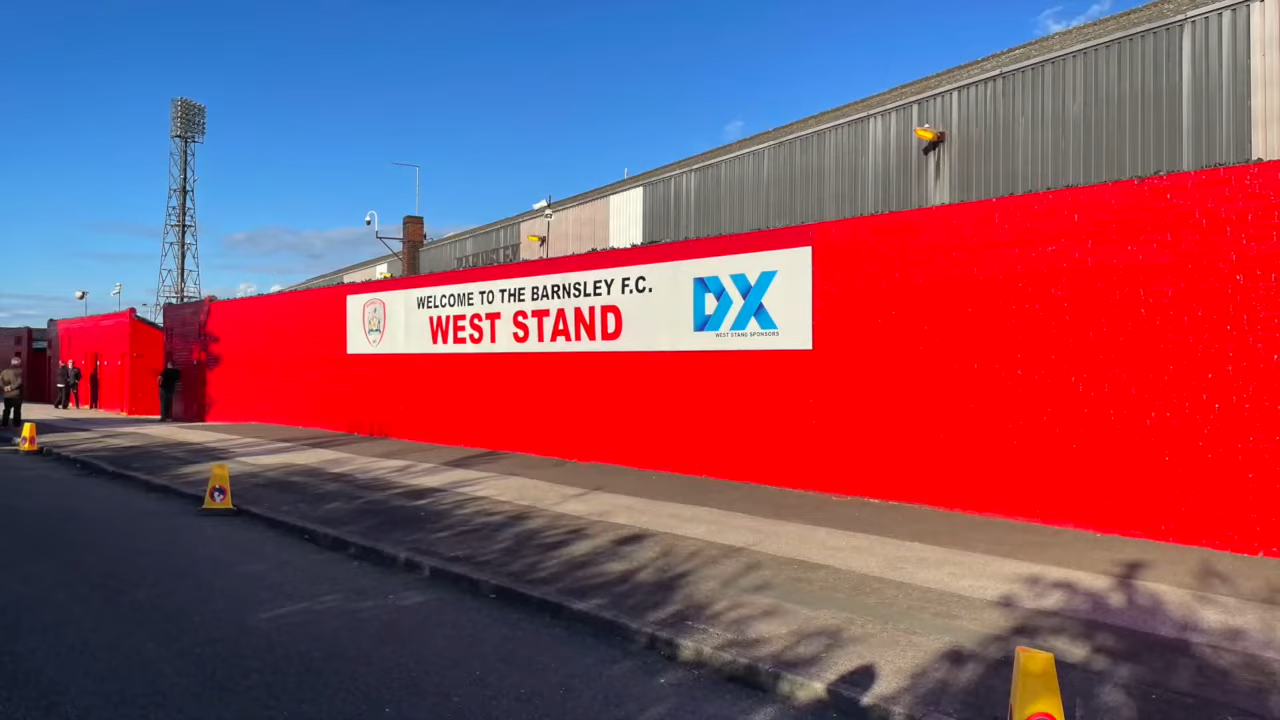 WELCOME TO THE BARNSLEY F.C.
WEST STAND
DX
WEST STAND SPONSORS